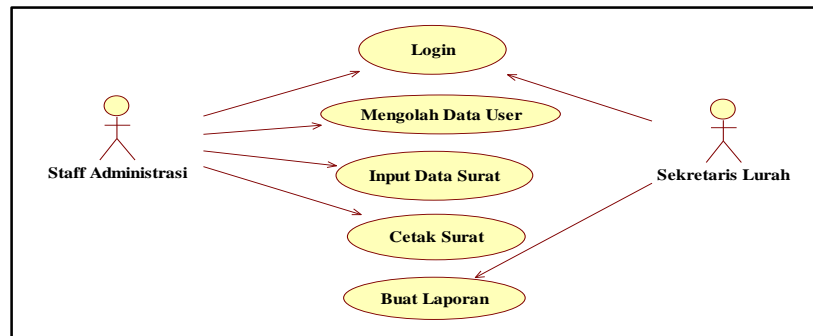 Login
Mengolah Data User
Staff Administrasi
Input Data Surat
Sekretaris Lurah
Cetak Surat
Buat Laporan